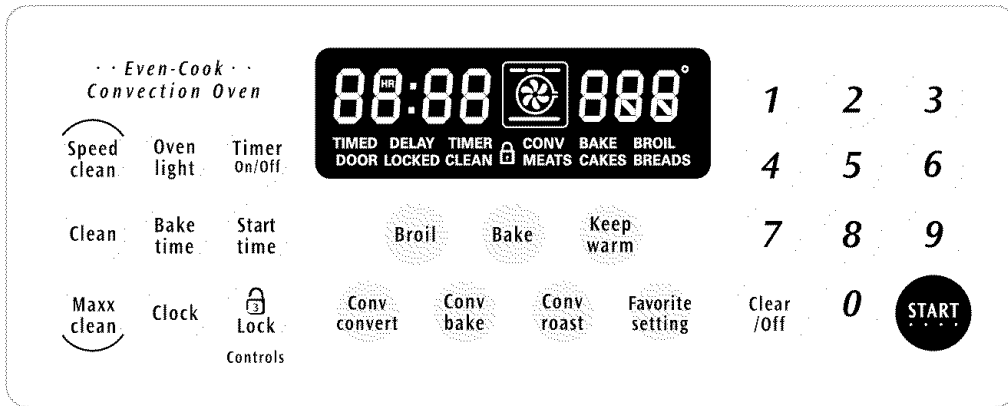 · · Even-Cook · ·
Convection Oven
Speed
clean
Oven
light
Timer
On/Off
Clean
Bake
time
Start
time
Maxx
clean
Clock
3
Lock
Controls
88:88
HR
888°
TIMED DELAY TIMER CONV BAKE BROIL
DOOR LOCKED CLEAN MEATS CAKES BREADS
Broil
Bake
Keep
warm
Conv
convert
Conv
bake
Conv
roast
Favorite
setting
1 2 3
4 5 6
7 8 9
Clear
/Off
0
START